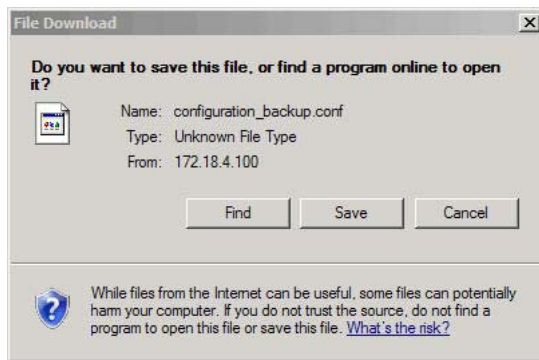 File Download
Do you want to save this file, or find a program online to open
it?
Name: configuration_backup.conf
Type: Unknown File Type
From: 172.18.4.100
Find Save Cancel
While files from the Internet can be useful, some files can potentially
harm your computer. If you do not trust the source, do not find a
program to open this file or save this file. What's the risk?